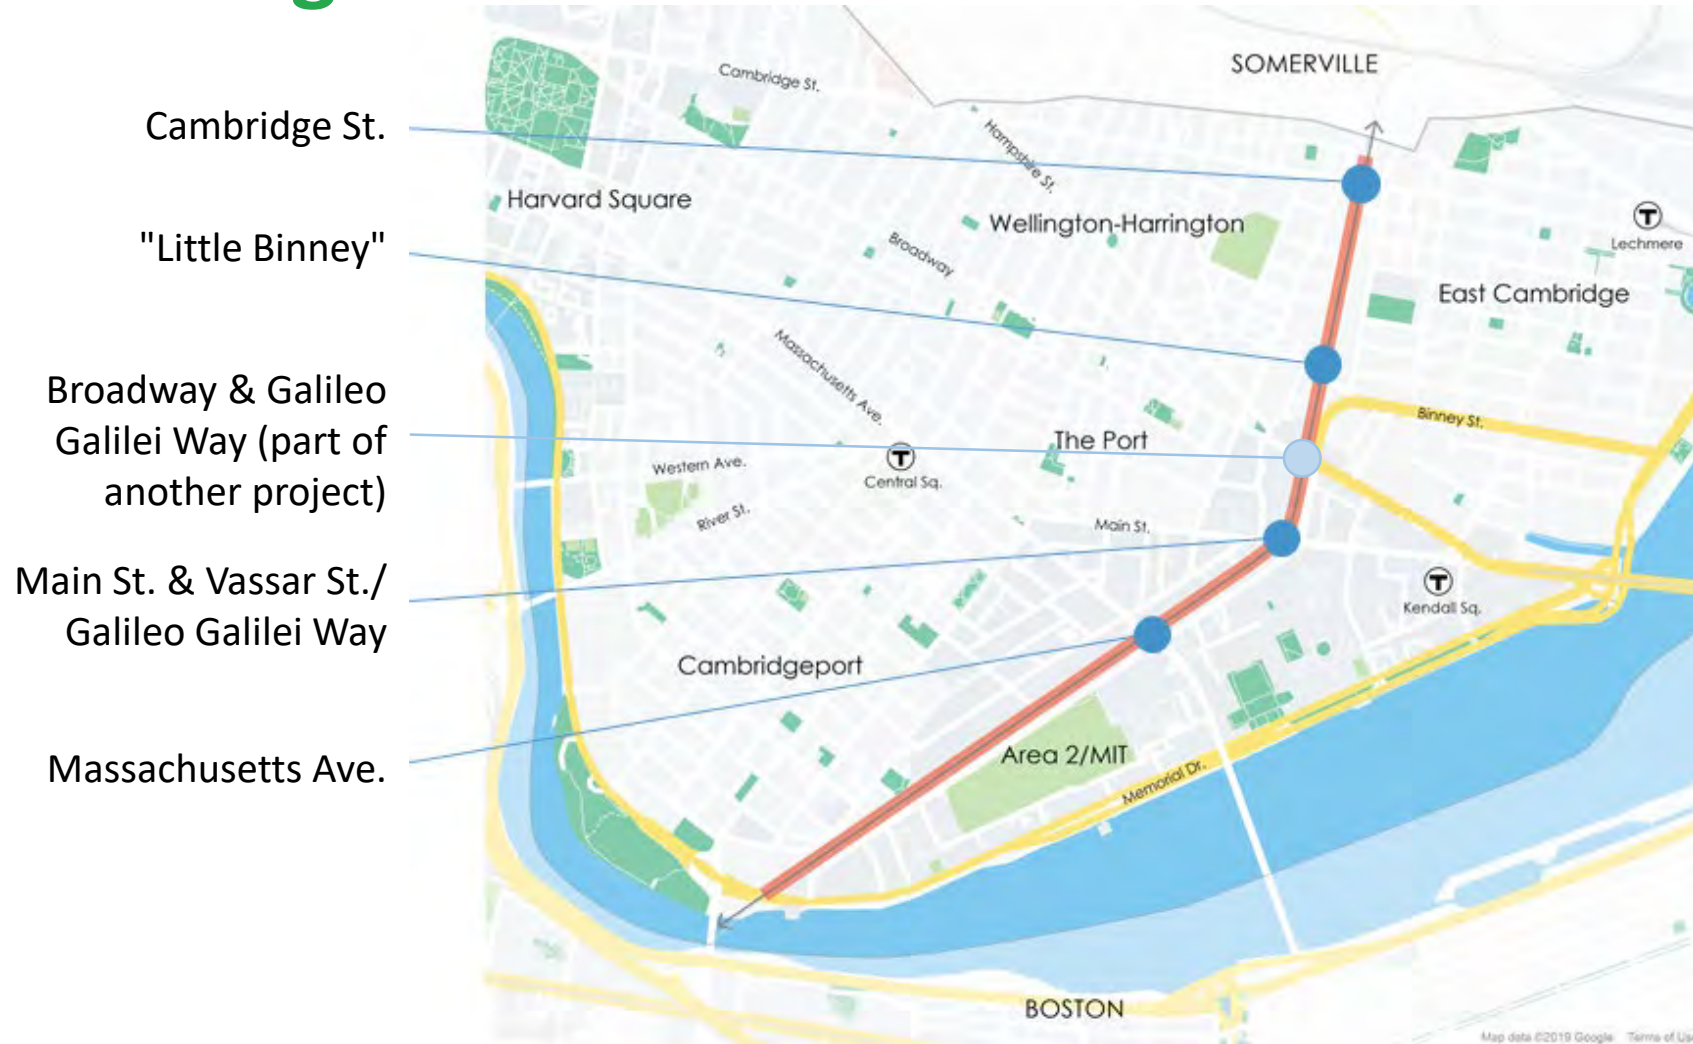 g
Cambridge St.
"Little Binney"
Broadway & Galileo
Galilei Way (part of
another project)
Main St. & Vassar St./
Galileo Galilei Way
Massachusetts Ave.
SOMERVILLE
Cambridge St.
Hampshire St.
Harvard Square
Wellington-Harrington
T
Lechmere
Broadway
East Cambridge
Massachusetts Ave.
Binney St.
The Port
T
Central Sq.
Western Ave.
River St.
Main St.
T
Kendall Sq.
Cambridgeport
Area 2/MIT
Memorial Dr.
BOSTON
Map data ©2019 Google
Terms of Use